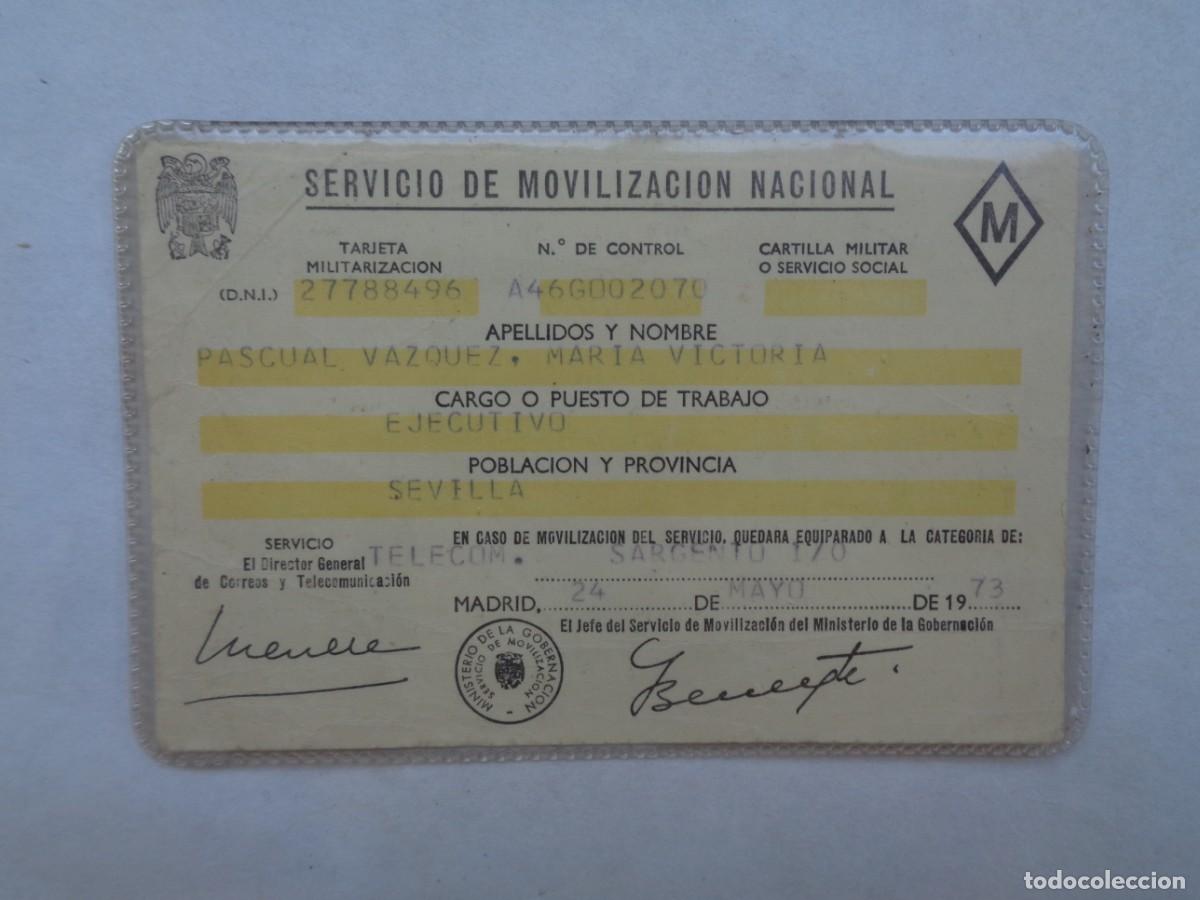 SERVICIO DE MOVILIZACION NACIONAL
M
TARJETA MILITARIZACION
N.º DE CONTROL
CARTILLA MILITAR O SERVICIO SOCIAL
(D.N.I.) 27788496 A46G002070
APELLIDOS Y NOMBRE
PASCUAL VAZQUEZ, MARIA VICTORIA
CARGO O PUESTO DE TRABAJO
EJECUTIVO
POBLACION Y PROVINCIA
SEVILLA
EN CASO DE MOVILIZACION DEL SERVICIO, QUEDARA EQUIPARADO A LA CATEGORIA DE:
SERVICIO TELECOM. SARGENTO I/O
El Director General
de Correos y Telecomunicación
MADRID, 24 DE MAYO DE 1973
El Jefe del Servicio de Movilización del Ministerio de la Gobernación
MINISTERIO DE LA GOBERNACION
SERVICIO DE MOVILIZACION
todocoleccion